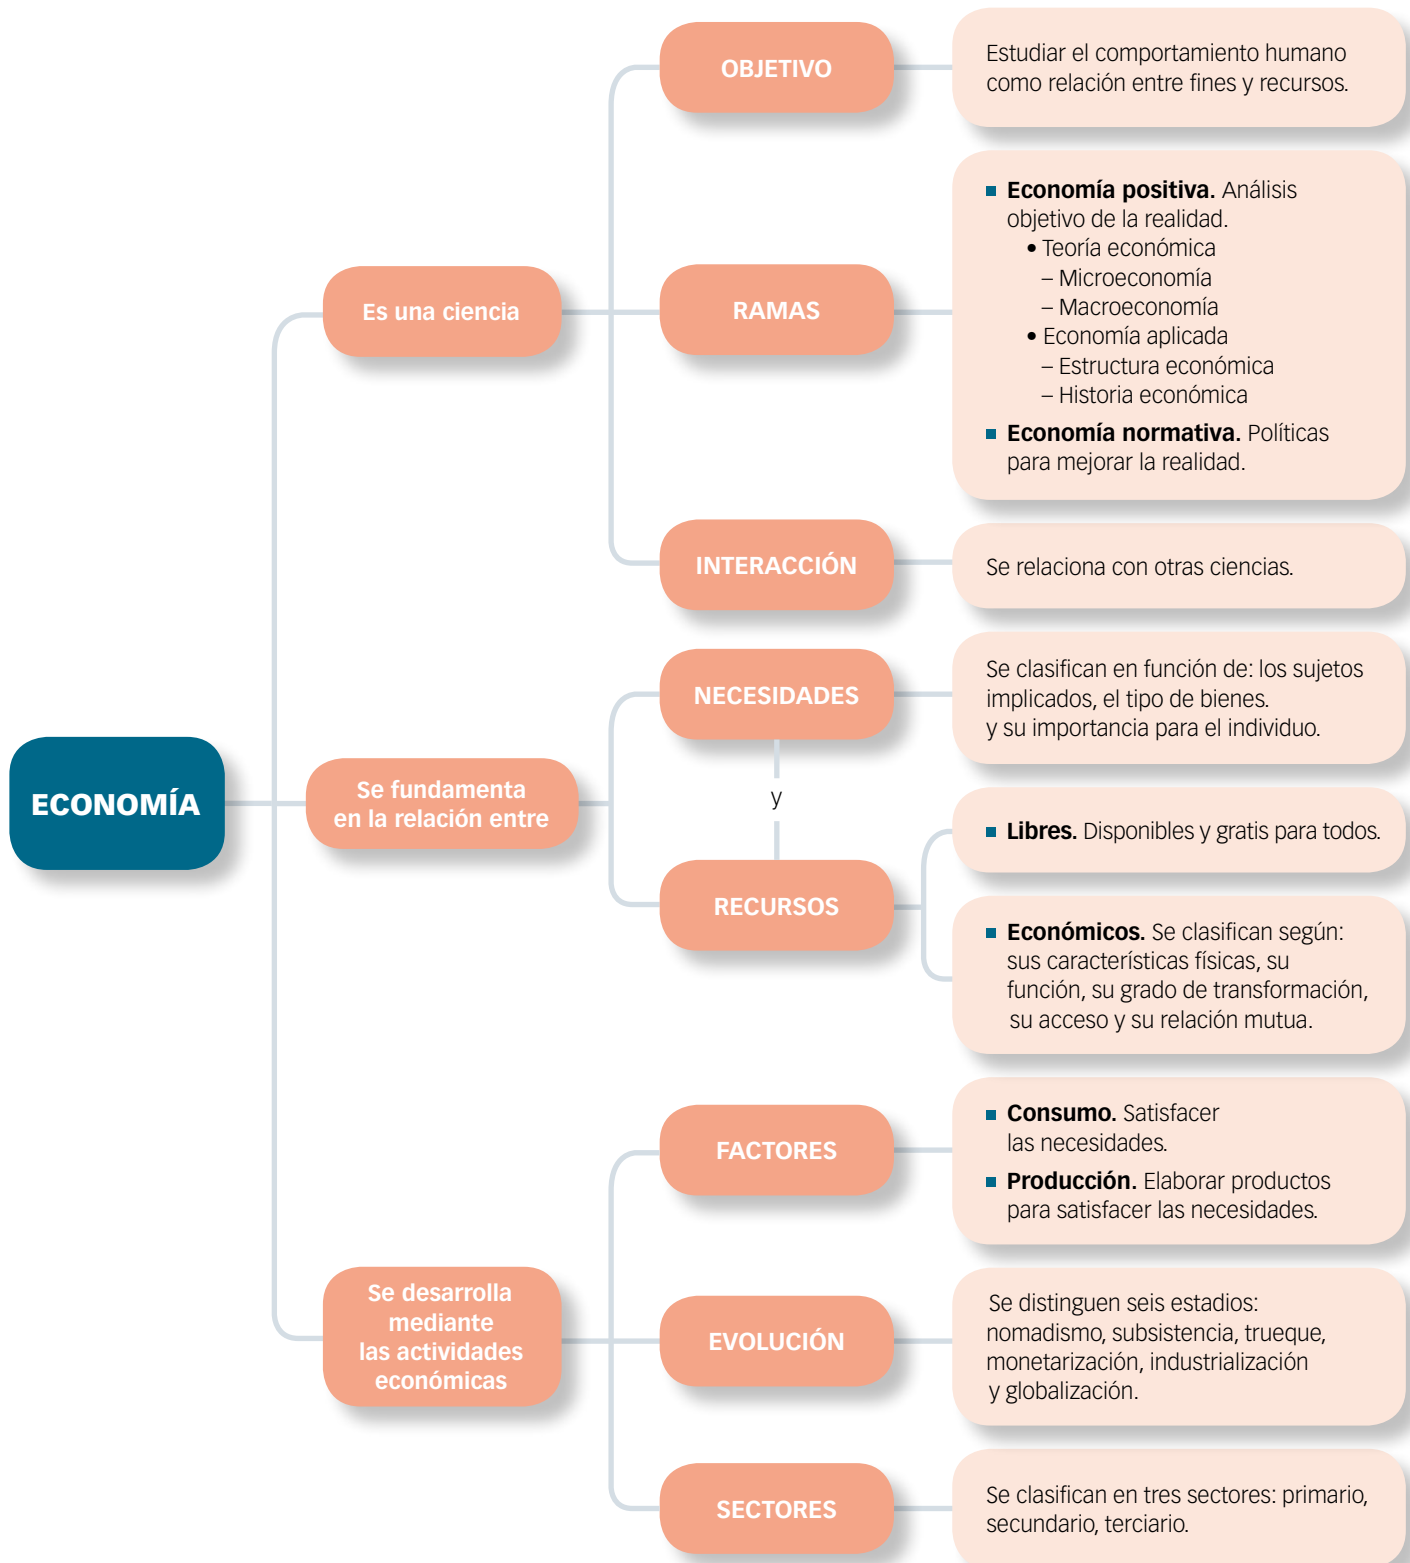 ECONOMÍA
Es una ciencia
OBJETIVO
Estudiar el comportamiento humano
como relación entre fines y recursos.
RAMAS
▪ Economía positiva. Análisis
objetivo de la realidad.
• Teoría económica
– Microeconomía
– Macroeconomía
• Economía aplicada
– Estructura económica
– Historia económica
▪ Economía normativa. Políticas
para mejorar la realidad.
INTERACCIÓN
Se relaciona con otras ciencias.
Se fundamenta
en la relación entre
NECESIDADES
Se clasifican en función de: los sujetos
implicados, el tipo de bienes.
y su importancia para el individuo.
y
RECURSOS
▪ Libres. Disponibles y gratis para todos.
▪ Económicos. Se clasifican según:
sus características físicas, su
función, su grado de transformación,
su acceso y su relación mutua.
Se desarrolla
mediante
las actividades
económicas
FACTORES
▪ Consumo. Satisfacer
las necesidades.
▪ Producción. Elaborar productos
para satisfacer las necesidades.
EVOLUCIÓN
Se distinguen seis estadios:
nomadismo, subsistencia, trueque,
monetarización, industrialización
y globalización.
SECTORES
Se clasifican en tres sectores: primario,
secundario, terciario.